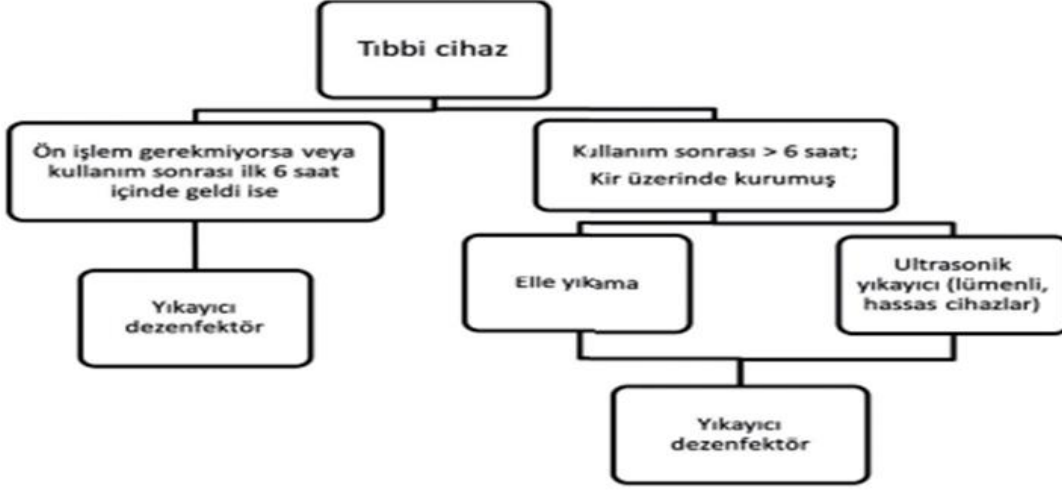 Tıbbi cihaz
Ön işlem gerekmiyorsa veya
kullanım sonrası ilk 6 saat
içinde geldi ise
Kullanım sonrası > 6 saat;
Kir üzerinde kurumuş
Elle yıkama
Ultrasonik
yıkayıcı (lümenli,
hassas cihazlar)
Yıkayıcı
dezenfektör
Yıkayıcı
dezenfektör